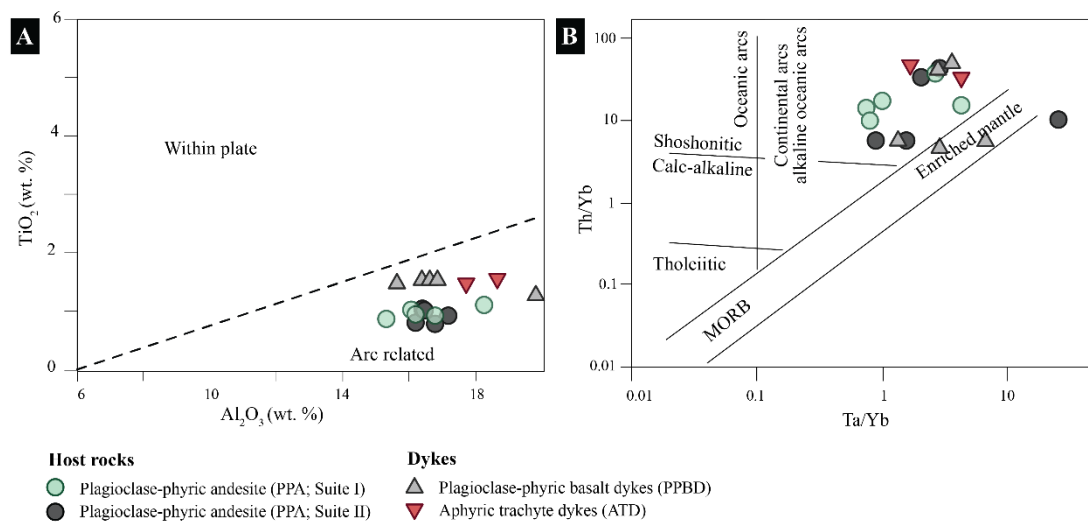 A
6
4
2
0
TiO₂ (wt. %)
Within plate
Arc related
6
10
14
16
18
Al₂O₃ (wt. %)
B
100
10
1
0.1
0.01
Th/Yb
Oceanic arcs
Continental arcs
alkaline oceanic arcs
Shoshonitic
Calc-alkaline
Enriched mantle
Tholeiitic
MORB
0.01
0.1
1
10
Ta/Yb
Host rocks
Plagioclase-phyric andesite (PPA; Suite I)
Plagioclase-phyric andesite (PPA; Suite II)
Dykes
Plagioclase-phyric basalt dykes (PPBD)
Aphyric trachyte dykes (ATD)